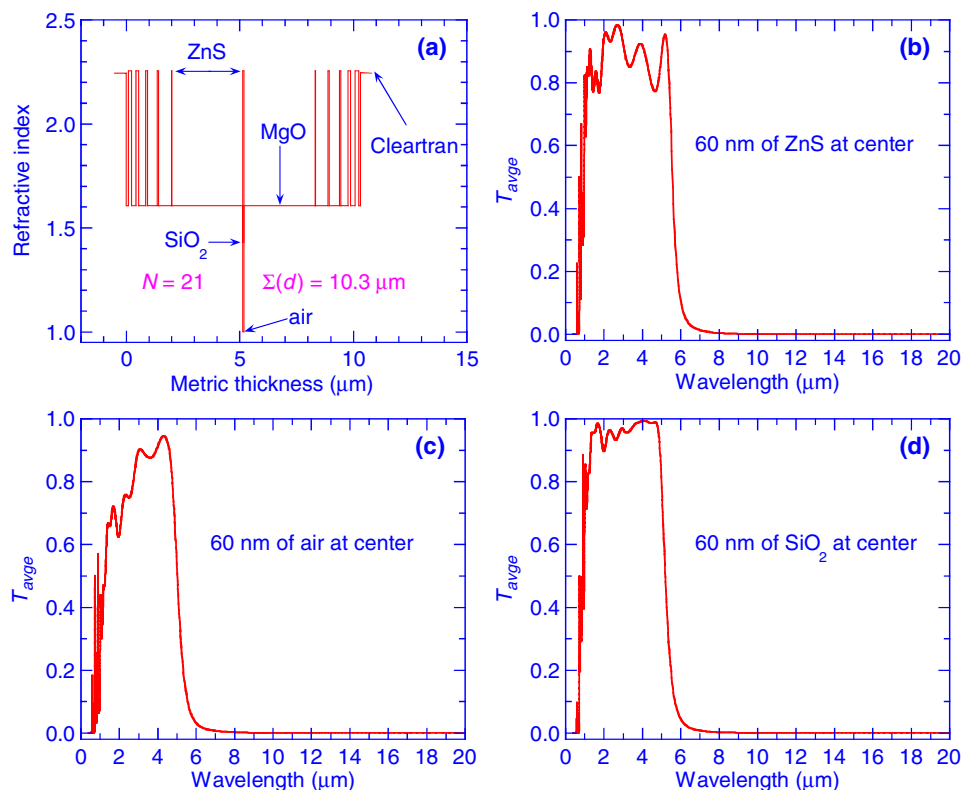 (a)
2.5
2.0
1.5
1.0
Refractive index
ZnS
MgO
Cleartran
SiO2
N = 21
Σ(d) = 10.3 μm
air
0 5 10 15
Metric thickness (μm)
(b)
1.0
0.8
0.6
0.4
0.2
0.0
Tavge
60 nm of ZnS at center
0 2 4 6 8 10 12 14 16 18 20
Wavelength (μm)
(c)
1.0
0.8
0.6
0.4
0.2
0.0
Tavge
60 nm of air at center
0 2 4 6 8 10 12 14 16 18 20
Wavelength (μm)
(d)
1.0
0.8
0.6
0.4
0.2
0.0
Tavge
60 nm of SiO2 at center
0 2 4 6 8 10 12 14 16 18 20
Wavelength (μm)